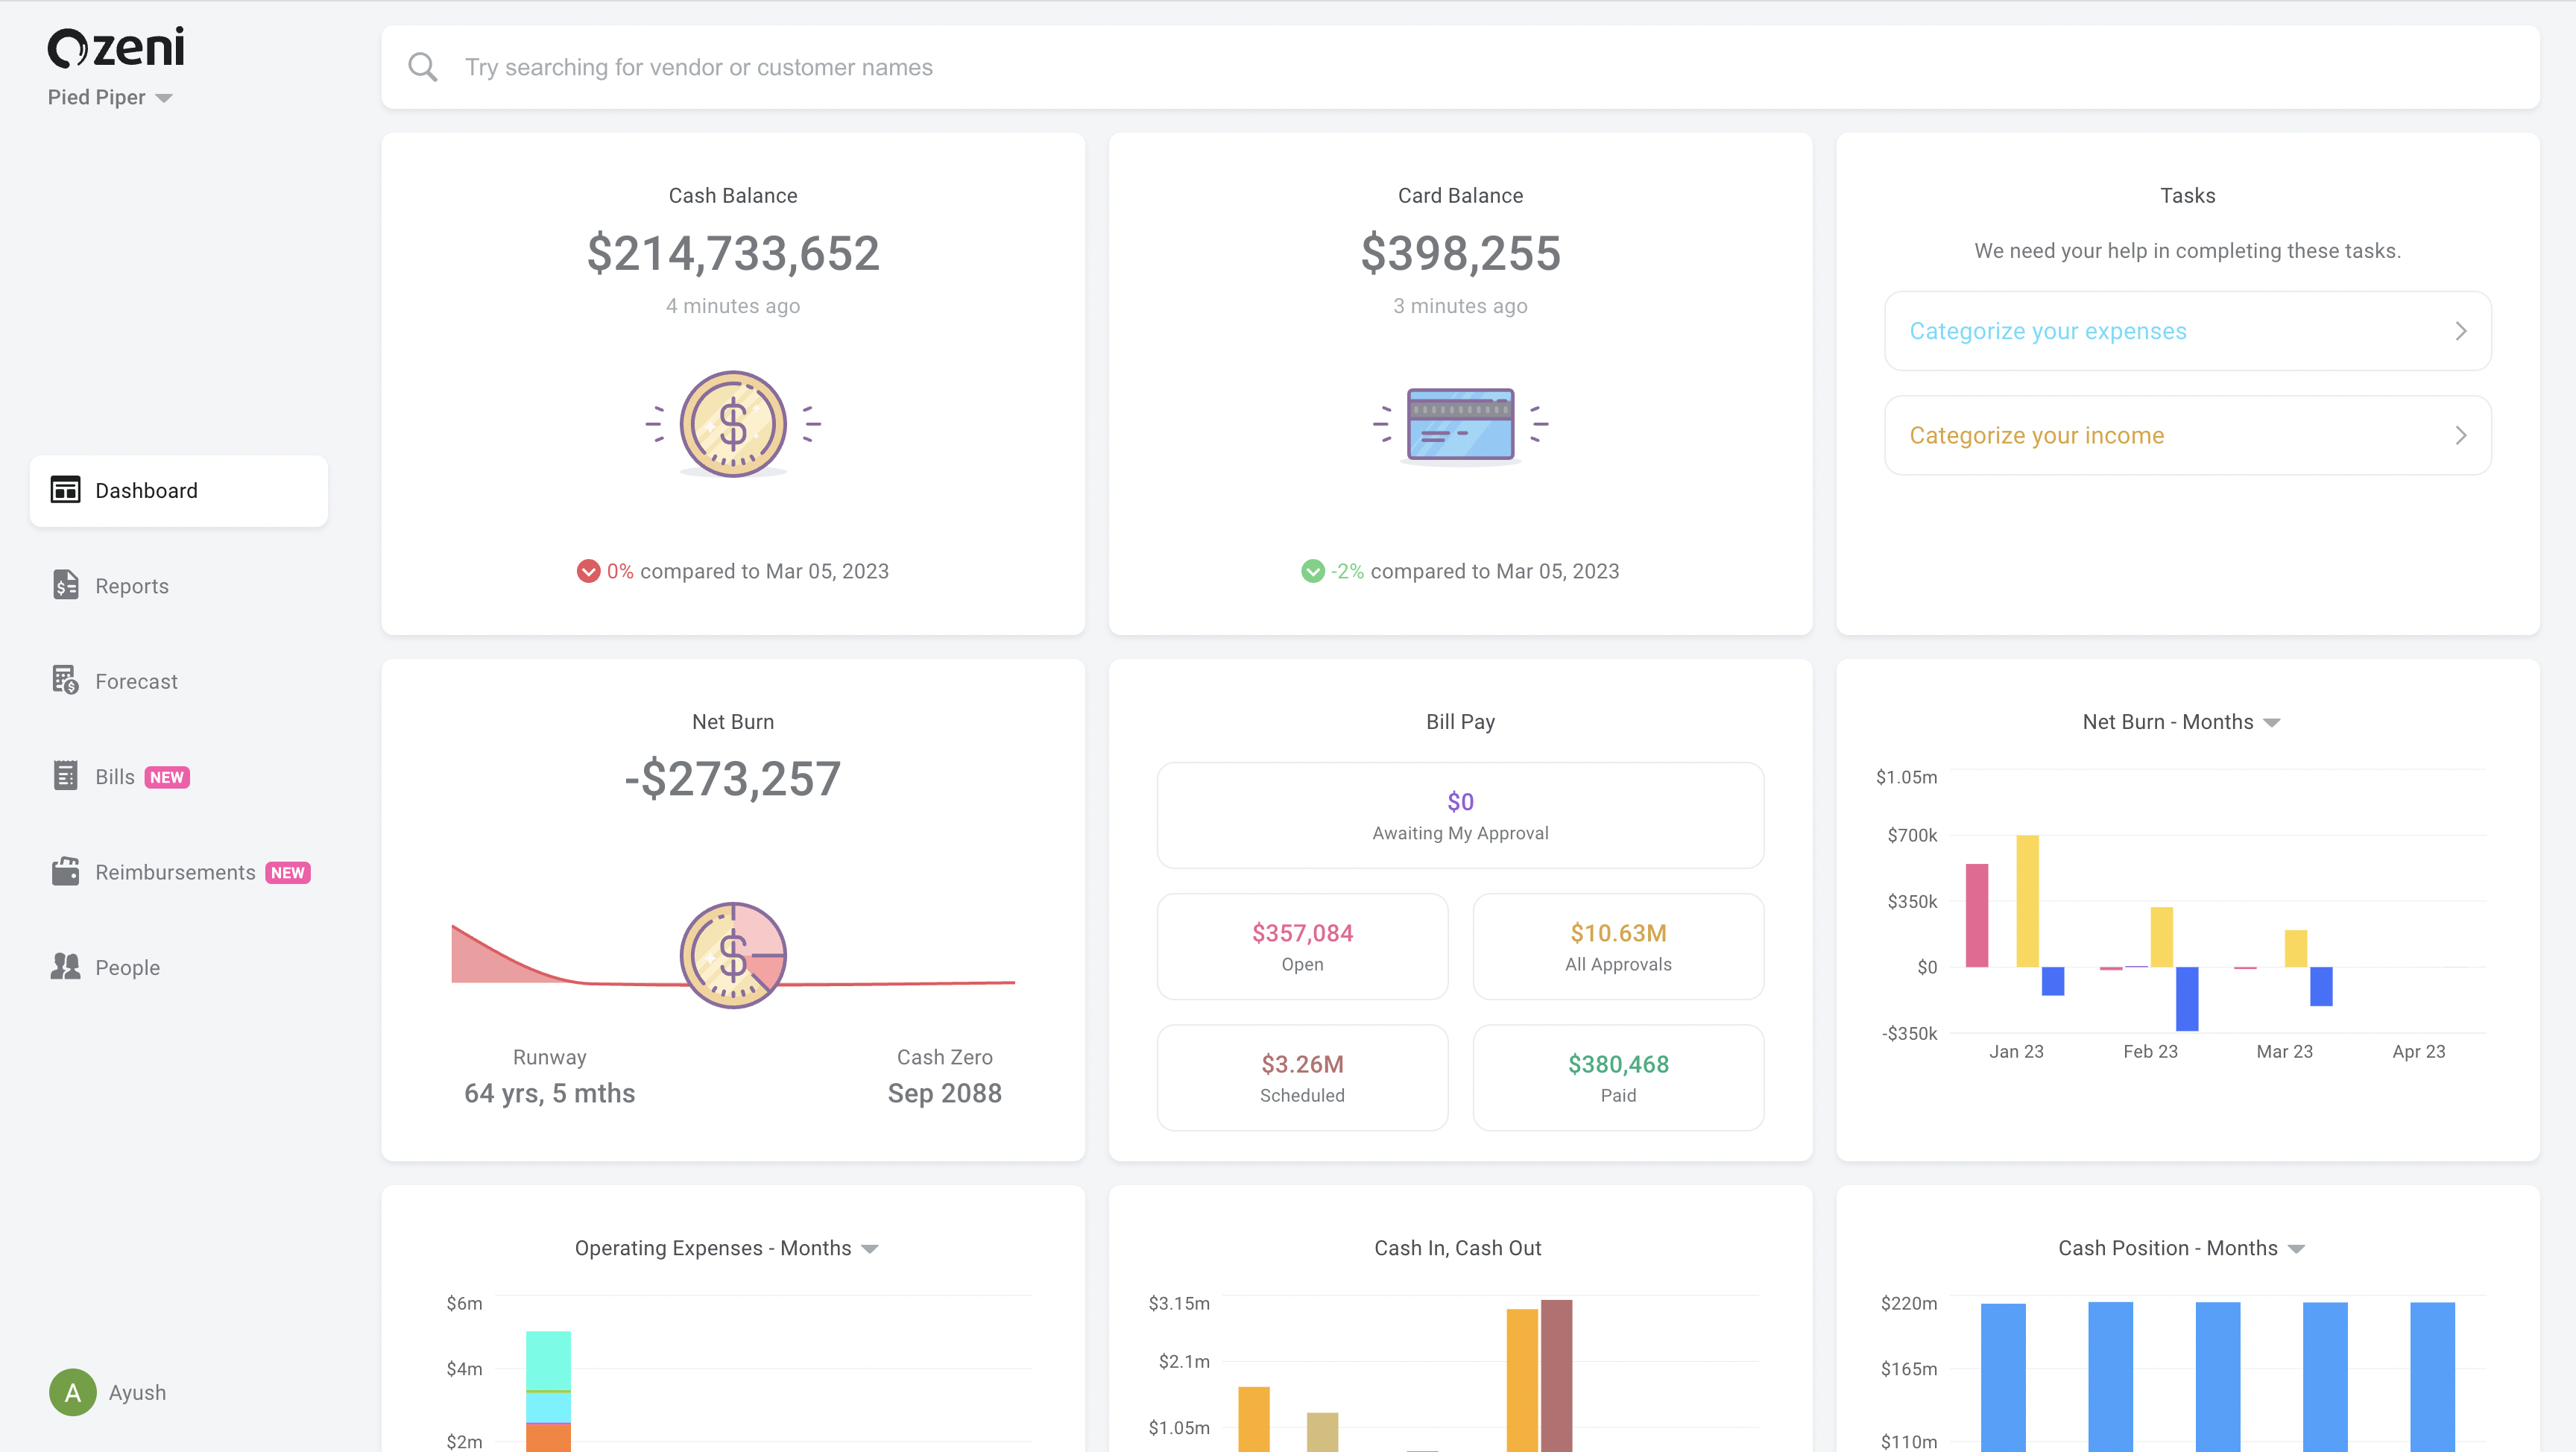 zeni
Pied Piper
Try searching for vendor or customer names
Dashboard
Reports
Forecast
Bills NEW
Reimbursements NEW
People
A Ayush
Cash Balance
$214,733,652
4 minutes ago
$
0% compared to Mar 05, 2023
Card Balance
$398,255
3 minutes ago
-2% compared to Mar 05, 2023
Tasks
We need your help in completing these tasks.
Categorize your expenses
Categorize your income
Net Burn
-$273,257
$
Runway
64 yrs, 5 mths
Cash Zero
Sep 2088
Bill Pay
$0
Awaiting My Approval
$357,084
Open
$10.63M
All Approvals
$3.26M
Scheduled
$380,468
Paid
Net Burn - Months
$1.05m
$700k
$350k
$0
-$350k
Jan 23 Feb 23 Mar 23 Apr 23
Operating Expenses - Months
$6m
$4m
$2m
Cash In, Cash Out
$3.15m
$2.1m
$1.05m
Cash Position - Months
$220m
$165m
$110m